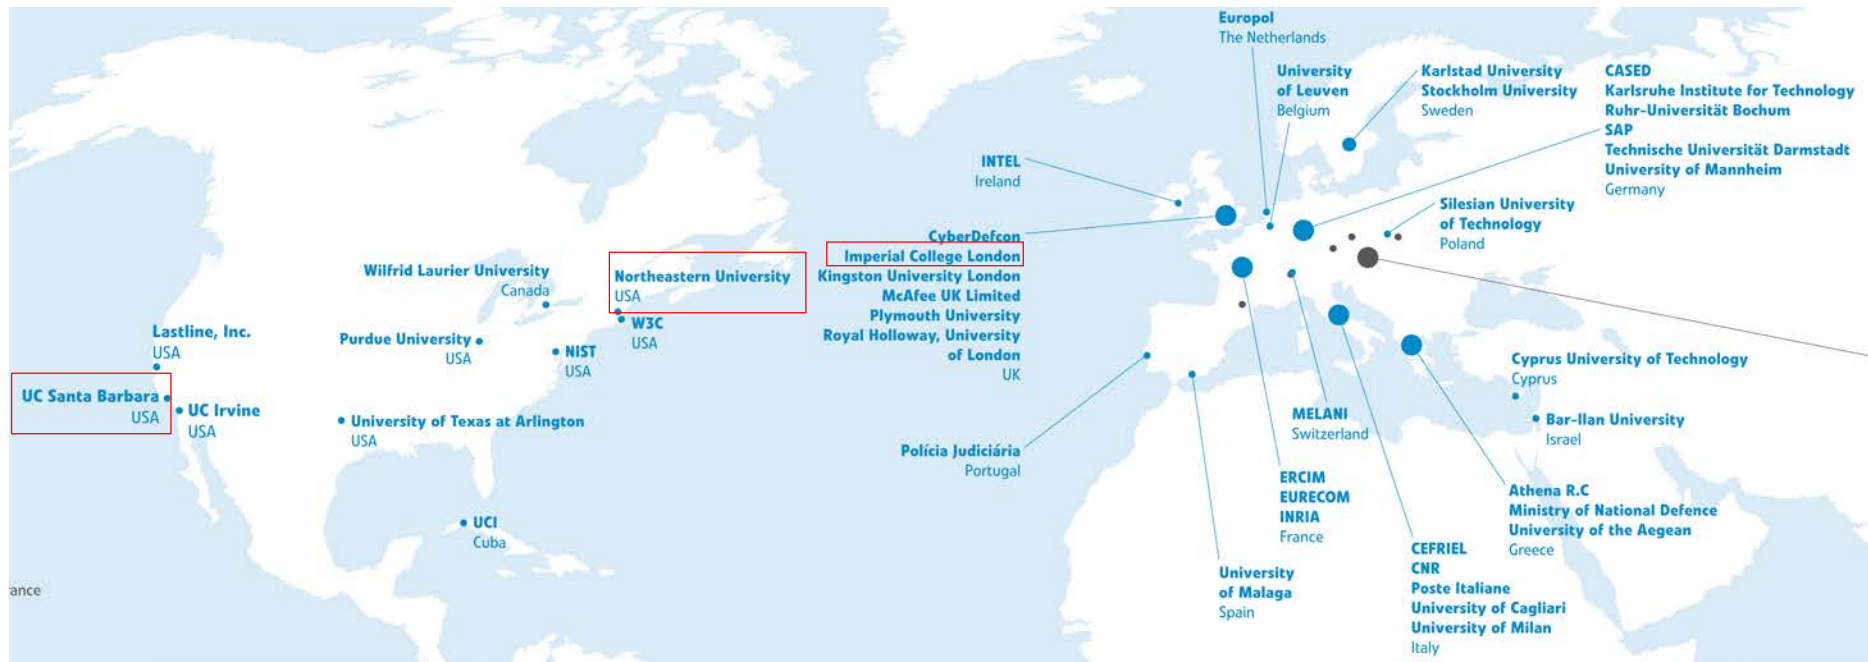 Europol
The Netherlands
University
of Leuven
Belgium
Karlstad University
Stockholm University
Sweden
CASED
Karlsruhe Institute for Technology
Ruhr-Universität Bochum
SAP
Technische Universität Darmstadt
University of Mannheim
Germany
INTEL
Ireland
Silesian University
of Technology
Poland
CyberDefcon
Imperial College London
Kingston University London
McAfee UK Limited
Plymouth University
Royal Holloway, University
of London
UK
Wilfrid Laurier University
Canada
Northeastern University
USA
W3C
USA
Lastline, Inc.
USA
Purdue University
USA
NIST
USA
UC Santa Barbara
USA
UC Irvine
USA
University of Texas at Arlington
USA
Cyprus University of Technology
Cyprus
MELANI
Switzerland
Bar-Ilan University
Israel
Polícia Judiciária
Portugal
ERCIM
EURECOM
INRIA
France
Athena R.C
Ministry of National Defence
University of the Aegean
Greece
UCI
Cuba
CEFRIEL
CNR
Poste Italiane
University of Cagliari
University of Milan
Italy
University
of Malaga
Spain
ance